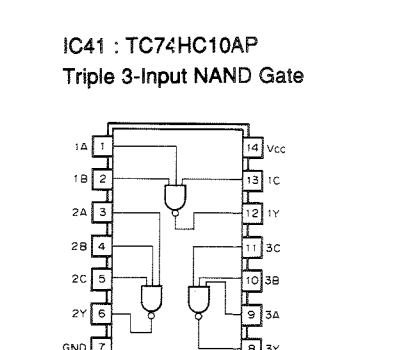 IC41 : TC74HC10AP
Triple 3-Input NAND Gate
1A 1 14 Vcc
1B 2 13 1C
2A 3 12 1Y
2B 4 11 3C
2C 5 10 3B
2Y 6 9 3A
GND 7 8 3Y